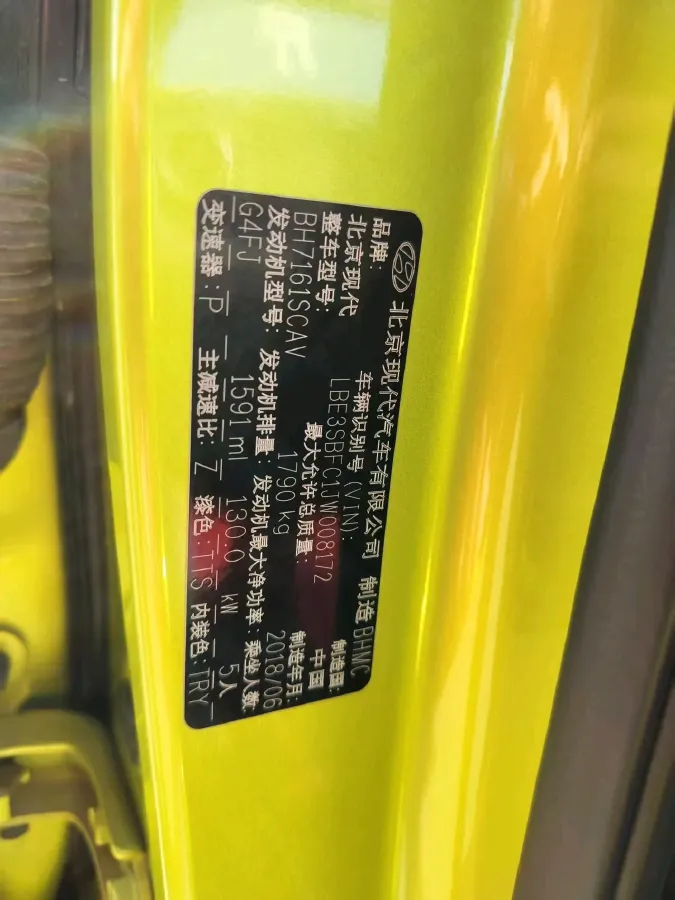 北京现代汽车有限公司 制造 BHMC
品牌: 车辆识别号(VIN): 制造国:
北京现代 LBE3SBFC1JW008172 中国
整车型号: 最大允许总质量: 制造年月:
BH7161SCAV 1790 kg 2018/06
发动机型号: 发动机排量: 发动机最大净功率: 乘坐人数:
G4FJ 1591 ml 130.0 kW 5人
变速器: P 主减速比: Z 漆色: TTS 内装色: TRY